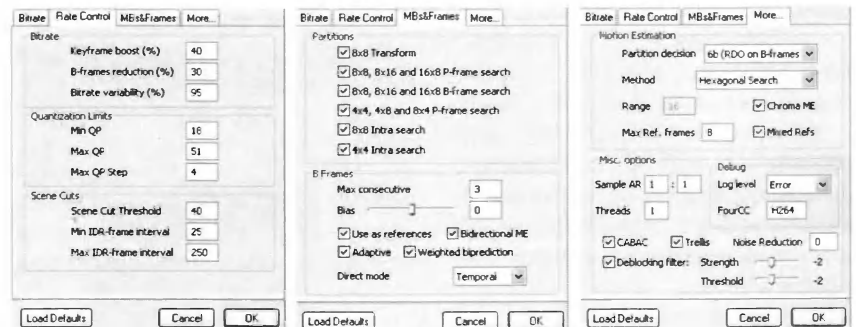 Bitrate Rate Control MBs&Frames More...
Bitrate
Keyframe boost (%) 40
B-frames reduction (%) 30
Bitrate variability (%) 95
Quantization Limits
Min QP 18
Max QP 51
Max QP Step 4
Scene Cuts
Scene Cut Threshold 40
Min IDR-frame interval 25
Max IDR-frame interval 250
Load Defaults Cancel OK
Bitrate Rate Control MBs&Frames More...
Partitions
8x8 Transform
8x8, 8x16 and 16x8 P-frame search
8x8, 8x16 and 16x8 B-frame search
4x4, 4x8 and 8x4 P-frame search
8x8 Intra search
4x4 Intra search
B Frames
Max consecutive 3
Bias 0
Use as references Bidirectional ME
Adaptive Weighted biprediction
Direct mode Temporal
Load Defaults Cancel OK
Bitrate Rate Control MBs&Frames More...
Motion Estimation
Partition decision 6b (RDO on B-frames
Method Hexagonal Search
Range 16 Chroma ME
Max Ref. frames 8 Mixed Refs
Misc. options
Debug
Sample AR 1 : 1 Log level Error
Threads 1 FourCC H264
CABAC Trellis Noise Reduction 0
Deblocking filter: Strength -2
Threshold -2
Load Defaults Cancel OK